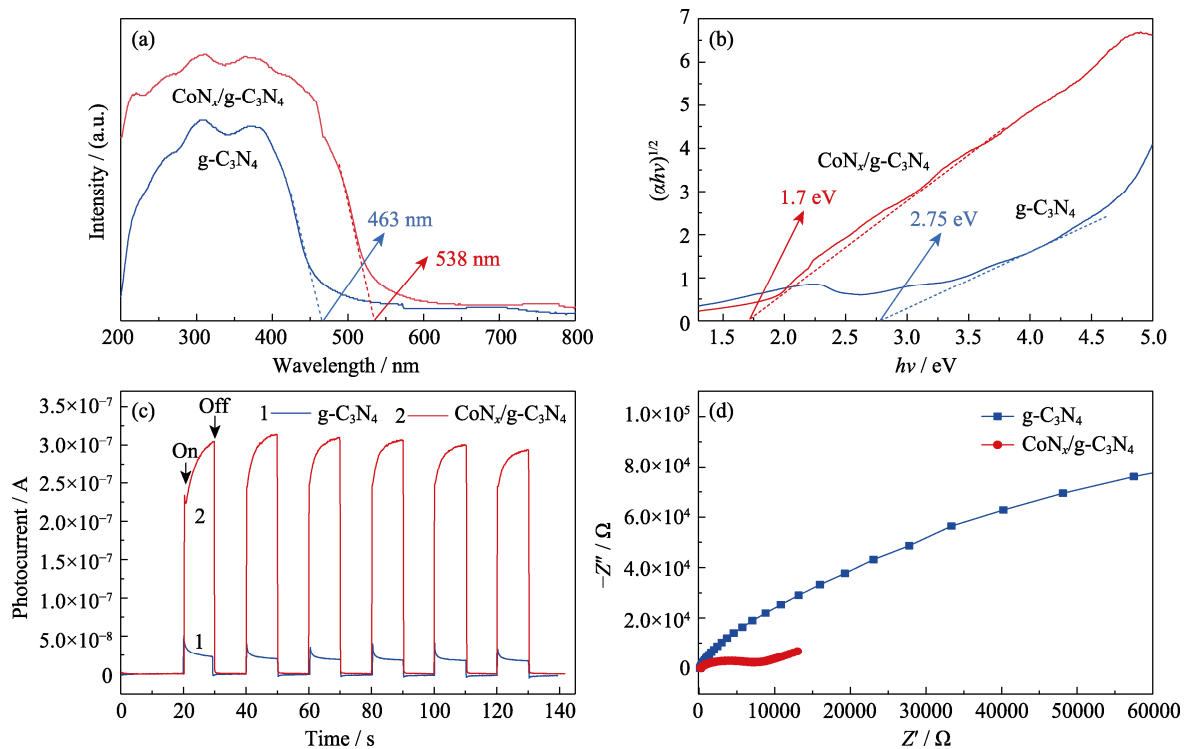 (a)
CoNₓ/g-C₃N₄
g-C₃N₄
463 nm
538 nm
Intensity / (a.u.)
200 300 400 500 600 700 800
Wavelength / nm
(b)
7
6
5
4
3
2
1
0
(αhν)¹ᐟ²
CoNₓ/g-C₃N₄
1.7 eV
g-C₃N₄
2.75 eV
1.5 2.0 2.5 3.0 3.5 4.0 4.5 5.0
hν / eV
(c)
1 g-C₃N₄ 2 CoNₓ/g-C₃N₄
Off
On
2
1
3.5×10⁻⁷
3.0×10⁻⁷
2.5×10⁻⁷
2.0×10⁻⁷
1.5×10⁻⁷
1.0×10⁻⁷
5.0×10⁻⁸
0
Photocurrent / A
0 20 40 60 80 100 120 140
Time / s
(d)
g-C₃N₄
CoNₓ/g-C₃N₄
1.0×10⁵
8.0×10⁴
6.0×10⁴
4.0×10⁴
2.0×10⁴
0
−Z″ / Ω
0 10000 20000 30000 40000 50000 60000
Z′ / Ω